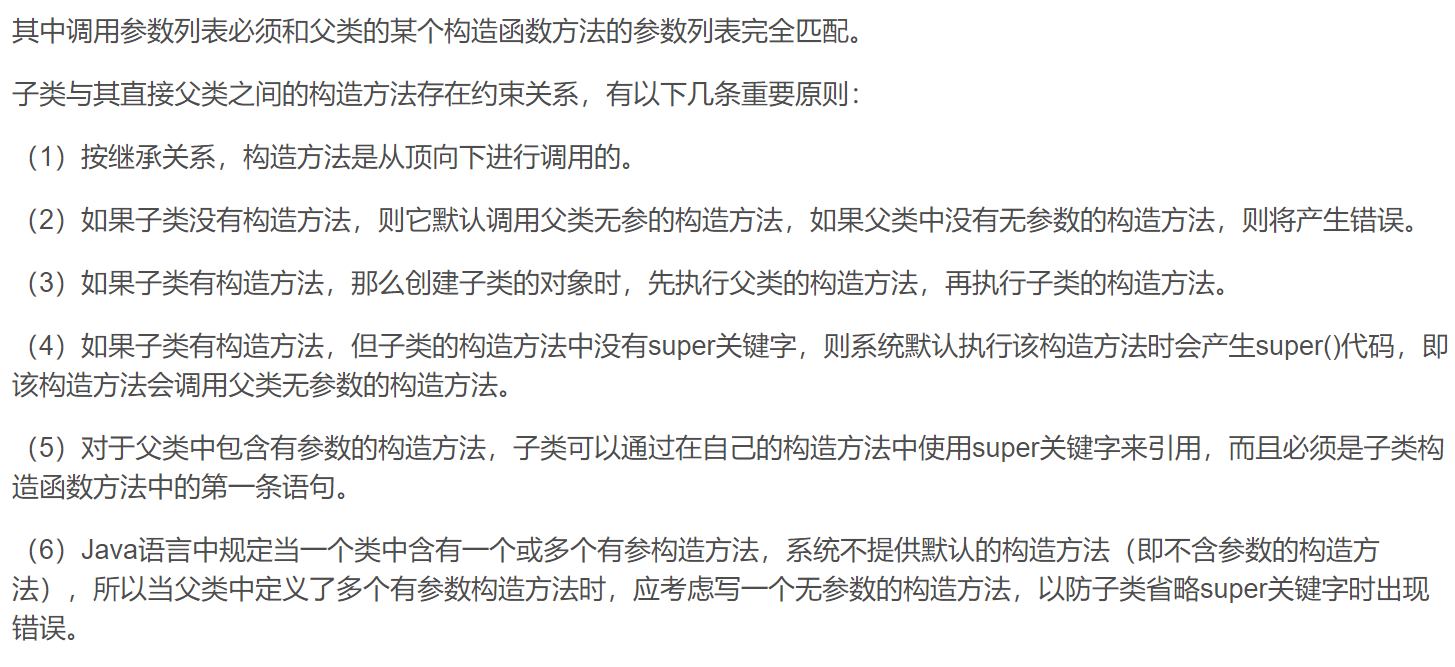 其中调用参数列表必须和父类的某个构造函数方法的参数列表完全匹配。
子类与其直接父类之间的构造方法存在约束关系，有以下几条重要原则：
（1）按继承关系，构造方法是从顶向下进行调用的。
（2）如果子类没有构造方法，则它默认调用父类无参的构造方法，如果父类中没有无参数的构造方法，则将产生错误。
（3）如果子类有构造方法，那么创建子类的对象时，先执行父类的构造方法，再执行子类的构造方法。
（4）如果子类有构造方法，但子类的构造方法中没有super关键字，则系统默认执行该构造方法时会产生super()代码，即
该构造方法会调用父类无参数的构造方法。
（5）对于父类中包含有参数的构造方法，子类可以通过在自己的构造方法中使用super关键字来引用，而且必须是子类构
造函数方法中的第一条语句。
（6）Java语言中规定当一个类中含有一个或多个有参构造方法，系统不提供默认的构造方法（即不含参数的构造方
法），所以当父类中定义了多个有参数构造方法时，应考虑写一个无参数的构造方法，以防子类省略super关键字时出现
错误。